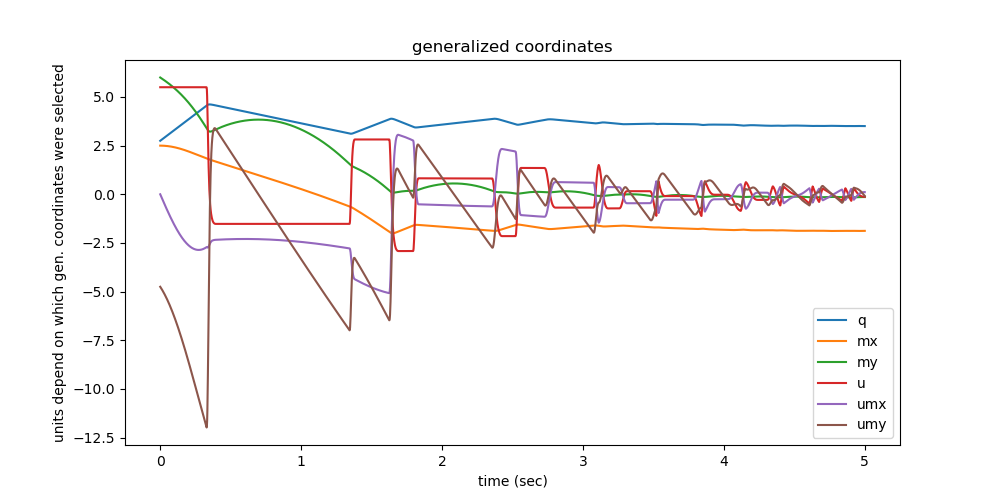 generalized coordinates
units depend on which gen. coordinates were selected
5.0
2.5
0.0
−2.5
−5.0
−7.5
−10.0
−12.5
q
mx
my
u
umx
umy
0 1 2 3 4 5
time (sec)